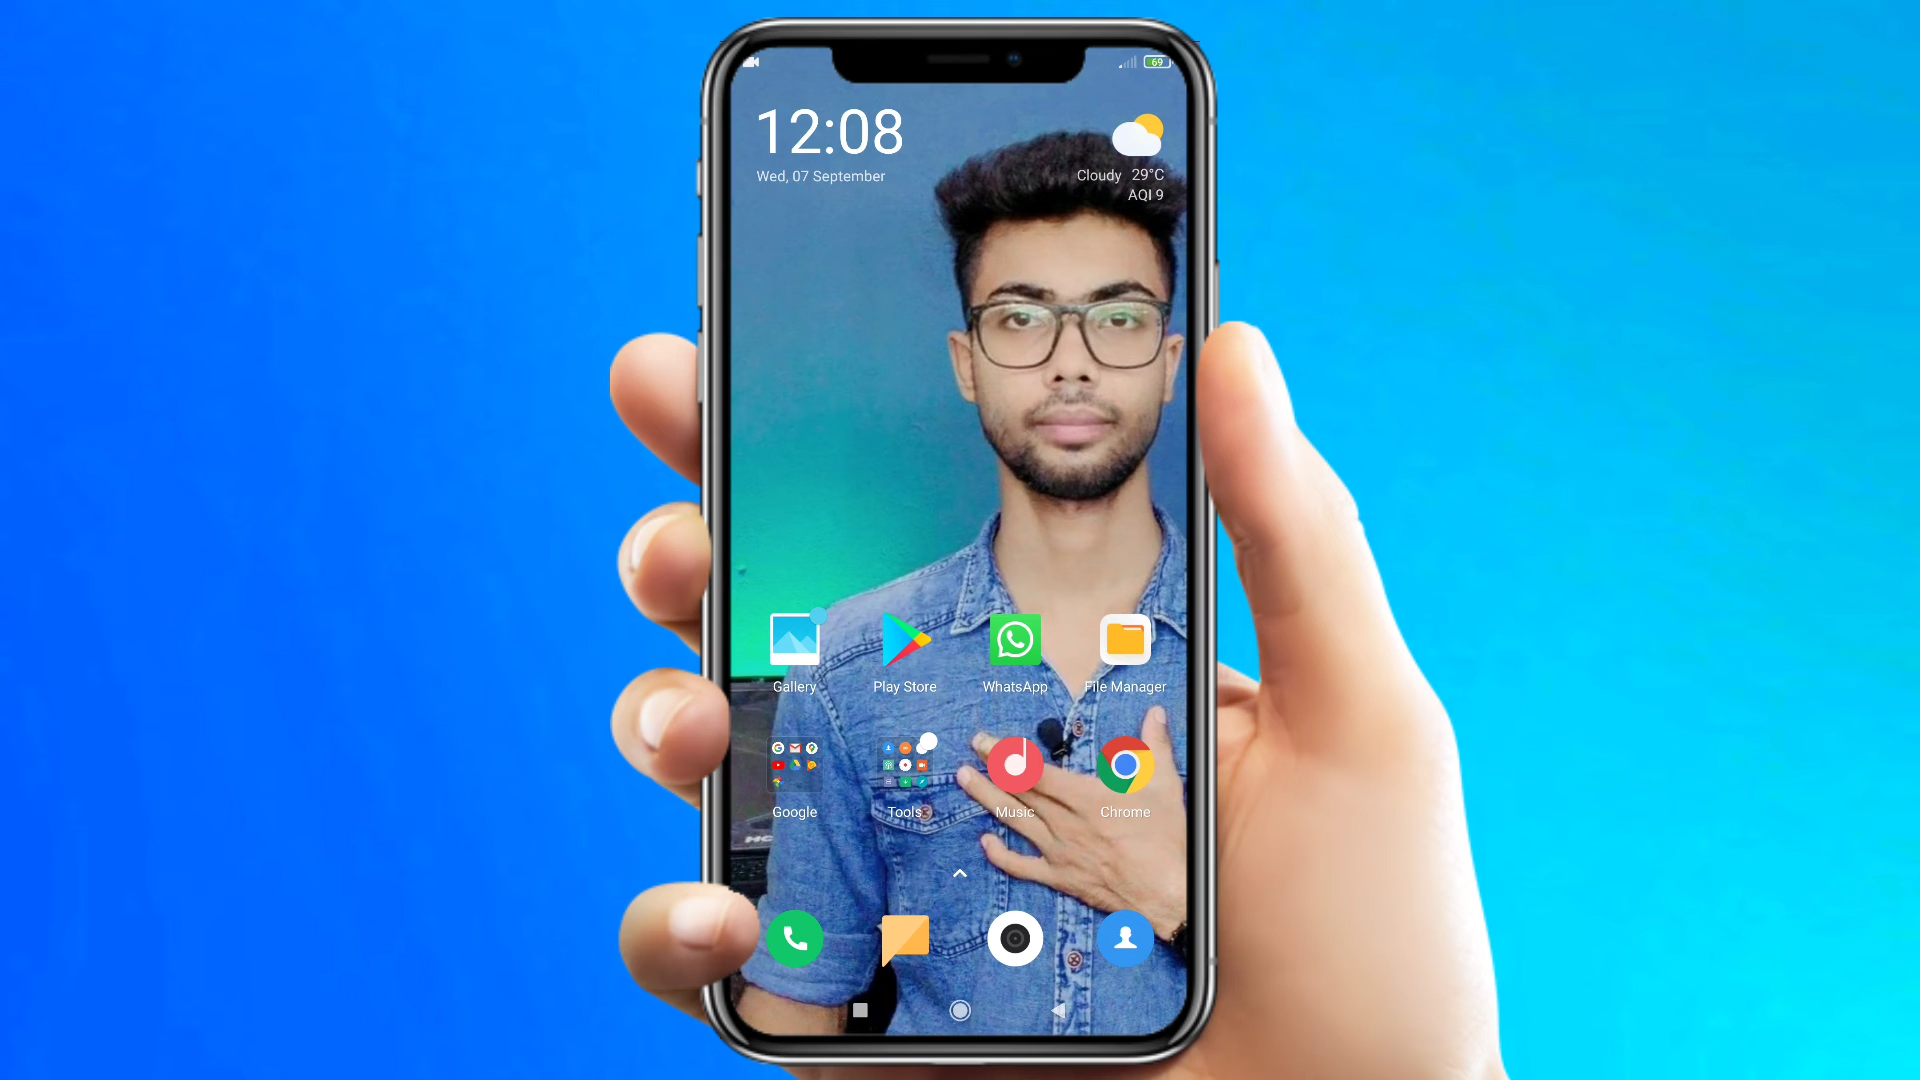 69
12:08
Wed, 07 September
Cloudy 29°C
AQI 9
Gallery Play Store WhatsApp File Manager
Google Tools Music Chrome